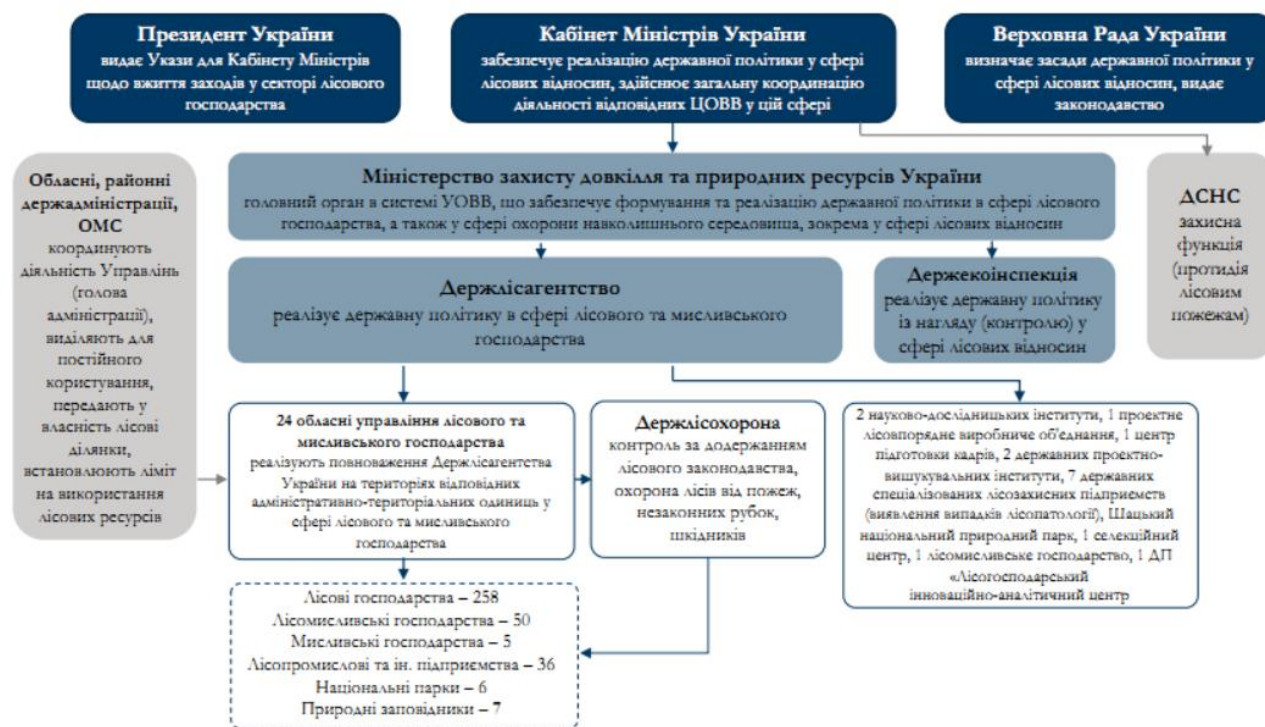 Президент України
видає Укази для Кабінету Міністрів
щодо вжиття заходів у секторі лісового
господарства
Кабінет Міністрів України
забезпечує реалізацію державної політики у сфері
лісових відносин, здійснює загальну координацію
діяльності відповідних ЦОВВ у цій сфері
Верховна Рада України
визначає засади державної політики у
сфері лісових відносин, видає
законодавство
Обласні, районні
держадміністрації,
ОМС
координують
діяльність Управлінь
(голова
адміністрації),
виділяють для
постійного
користування,
передають у
власність лісові
ділянки,
встановлюють ліміт
на використання
лісових ресурсів
Міністерство захисту довкілля та природних ресурсів України
головний орган в системі УОВВ, що забезпечує формування та реалізацію державної політики в сфері лісового
господарства, а також у сфері охорони навколишнього середовища, зокрема у сфері лісових відносин
ДСНС
захисна
функція
(протидія
лісовим
пожежам)
Держлісагентство
реалізує державну політику в сфері лісового та мисливського
господарства
Держекоінспекція
реалізує державну політику
із нагляду (контролю) у
сфері лісових відносин
24 обласні управління лісового та
мисливського господарства
реалізують повноваження Держлісагентства
України на територіях відповідних
адміністративно-територіальних одиниць у
сфері лісового та мисливського
господарства
Держлісохорона
контроль за додержанням
лісового законодавства,
охорона лісів від пожеж,
незаконних рубок,
шкідників
2 науково-дослідницьких інститути, 1 проектне
лісовпорядне виробниче об'єднання, 1 центр
підготовки кадрів, 2 державних проектно-
вишукувальних інститути, 7 державних
спеціалізованих лісозахисних підприємств
(виявлення випадків лісопатології), Шацький
національний природний парк, 1 селекційний
центр, 1 лісомисливське господарство, 1 ДП
«Лісогосподарський
інноваційно-аналітичний центр
Лісові господарства – 258
Лісомисливські господарства – 50
Мисливські господарства – 5
Лісопромислові та ін. підприємства – 36
Національні парки – 6
Природні заповідники – 7